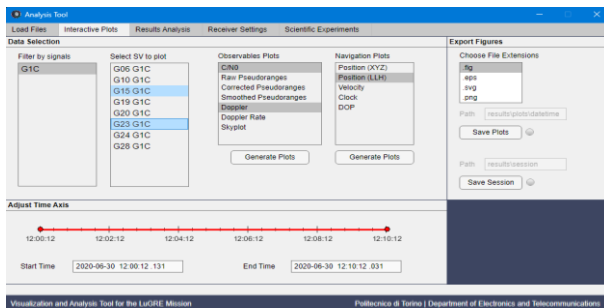 Analysis Tool
Load Files Interactive Plots Results Analysis Receiver Settings Scientific Experiments
Data Selection
Export Figures
Filter by signals
G1C
Select SV to plot
G06 G1C
G10 G1C
G15 G1C
G19 G1C
G20 G1C
G23 G1C
G24 G1C
G28 G1C
Observables Plots
C/N0
Raw Pseudoranges
Corrected Pseudoranges
Smoothed Pseudoranges
Doppler
Doppler Rate
Skyplot
Generate Plots
Navigation Plots
Position (XYZ)
Position (LLH)
Velocity
Clock
DOP
Generate Plots
Choose File Extensions
.fig
.eps
.svg
.png
Path results\plots\datetime
Save Plots
Path results\session
Save Session
Adjust Time Axis
12:00:12 12:02:12 12:04:12 12:06:12 12:08:12 12:10:12
Start Time 2020-06-30 12:00:12 .131 End Time 2020-06-30 12:10:12 .031
Visualization and Analysis Tool for the LuGRE Mission Politecnico di Torino | Department of Electronics and Telecommunications